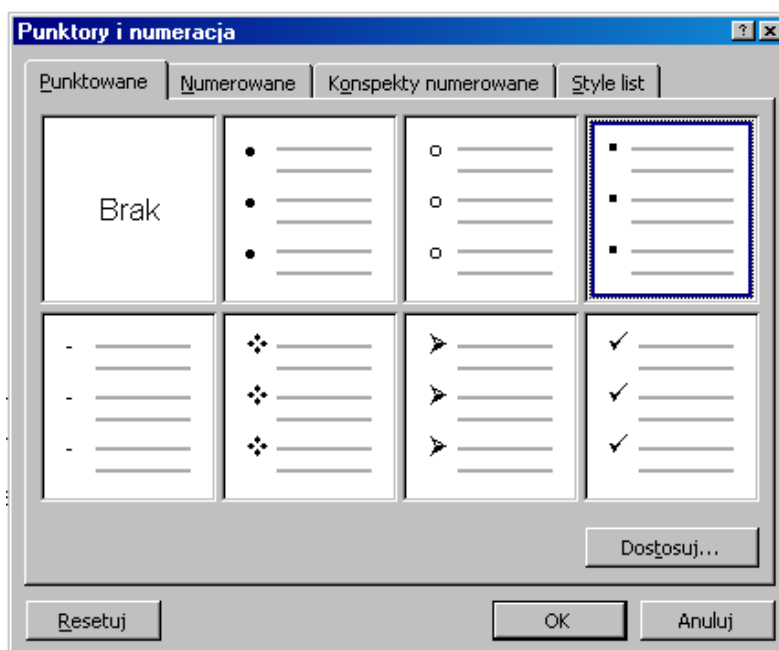 Punktory i numeracja
Punktowane Numerowane Konspekty numerowane Style list
Brak
Dostosuj...
Resetuj OK Anuluj